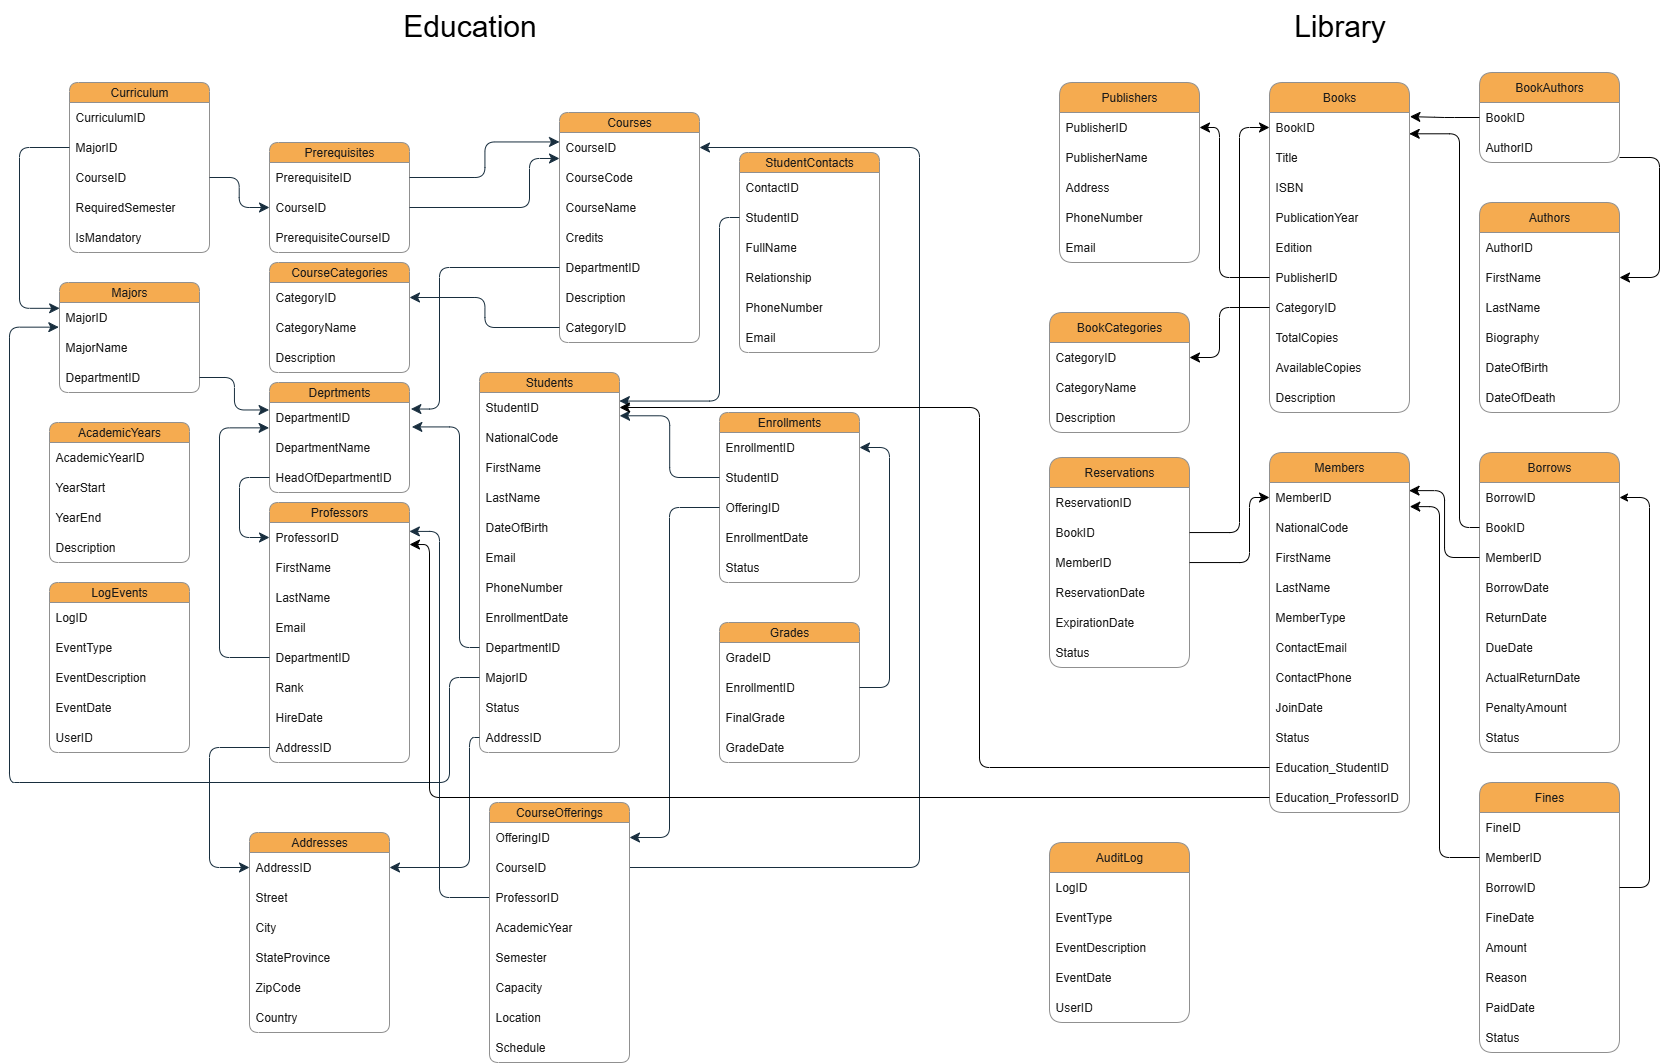 Education
Library
Curriculum
CurriculumID
MajorID
CourseID
RequiredSemester
IsMandatory
Prerequisites
PrerequisiteID
CourseID
PrerequisiteCourseID
Courses
CourseID
CourseCode
CourseName
Credits
DepartmentID
Description
CategoryID
StudentContacts
ContactID
StudentID
FullName
Relationship
PhoneNumber
Email
CourseCategories
CategoryID
CategoryName
Description
Majors
MajorID
MajorName
DepartmentID
Deprtments
DepartmentID
DepartmentName
HeadOfDepartmentID
Students
StudentID
NationalCode
FirstName
LastName
DateOfBirth
Email
PhoneNumber
EnrollmentDate
DepartmentID
MajorID
Status
AddressID
Enrollments
EnrollmentID
StudentID
OfferingID
EnrollmentDate
Status
AcademicYears
AcademicYearID
YearStart
YearEnd
Description
Professors
ProfessorID
FirstName
LastName
Email
DepartmentID
Rank
HireDate
AddressID
LogEvents
LogID
EventType
EventDescription
EventDate
UserID
Grades
GradeID
EnrollmentID
FinalGrade
GradeDate
Addresses
AddressID
Street
City
StateProvince
ZipCode
Country
CourseOfferings
OfferingID
CourseID
ProfessorID
AcademicYear
Semester
Capacity
Location
Schedule
Publishers
PublisherID
PublisherName
Address
PhoneNumber
Email
Books
BookID
Title
ISBN
PublicationYear
Edition
PublisherID
CategoryID
TotalCopies
AvailableCopies
Description
BookAuthors
BookID
AuthorID
Authors
AuthorID
FirstName
LastName
Biography
DateOfBirth
DateOfDeath
BookCategories
CategoryID
CategoryName
Description
Reservations
ReservationID
BookID
MemberID
ReservationDate
ExpirationDate
Status
Members
MemberID
NationalCode
FirstName
LastName
MemberType
ContactEmail
ContactPhone
JoinDate
Status
Education_StudentID
Education_ProfessorID
Borrows
BorrowID
BookID
MemberID
BorrowDate
ReturnDate
DueDate
ActualReturnDate
PenaltyAmount
Status
AuditLog
LogID
EventType
EventDescription
EventDate
UserID
Fines
FineID
MemberID
BorrowID
FineDate
Amount
Reason
PaidDate
Status